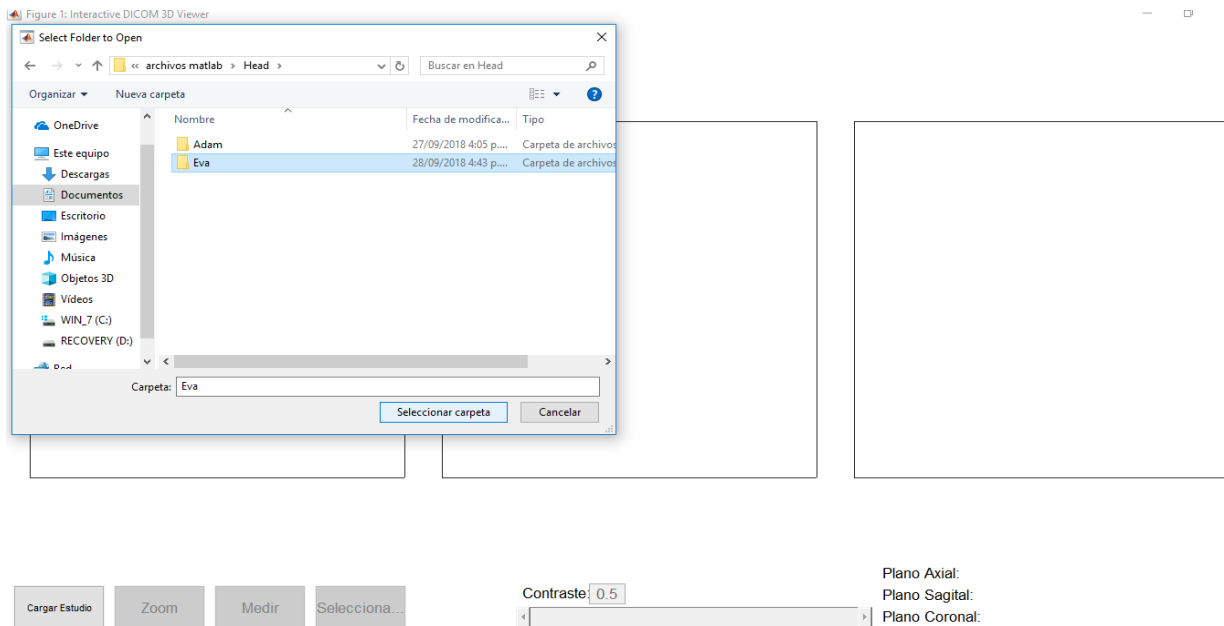 Figure 1: Interactive DICOM 3D Viewer
Select Folder to Open
« archivos matlab › Head ›
Buscar en Head
Organizar
Nueva carpeta
OneDrive
Este equipo
Descargas
Documentos
Escritorio
Imágenes
Música
Objetos 3D
Vídeos
WIN_7 (C:)
RECOVERY (D:)
Red
Nombre Fecha de modifica... Tipo
Adam 27/09/2018 4:05 p.... Carpeta de archivos
Eva 28/09/2018 4:43 p.... Carpeta de archivos
Carpeta: Eva
Seleccionar carpeta Cancelar
Cargar Estudio
Zoom
Medir
Selecciona...
Contraste: 0.5
Plano Axial:
Plano Sagital:
Plano Coronal: